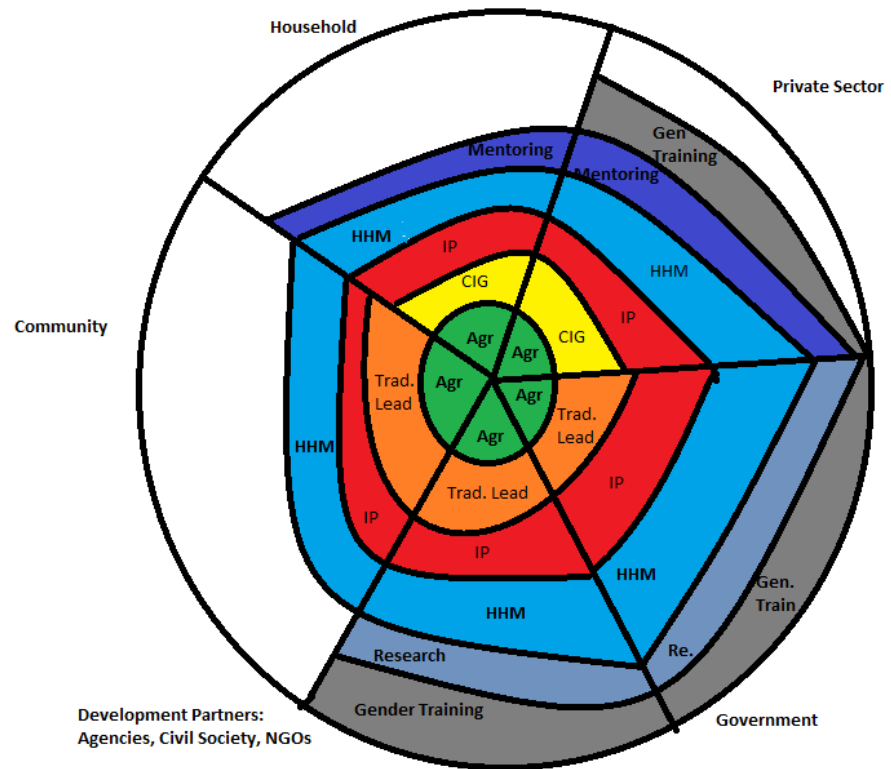 Household
Private Sector
Gen
Training
Mentoring
Mentoring
HHM
IP
HHM
CIG
IP
CIG
Community
Agr
Agr
Agr
Agr
Agr
Trad.
Lead
Trad.
Lead
Trad. Lead
HHM
IP
IP
IP
HHM
HHM
Gen.
Train
Research
Re.
Gender Training
Development Partners:
Agencies, Civil Society, NGOs
Government